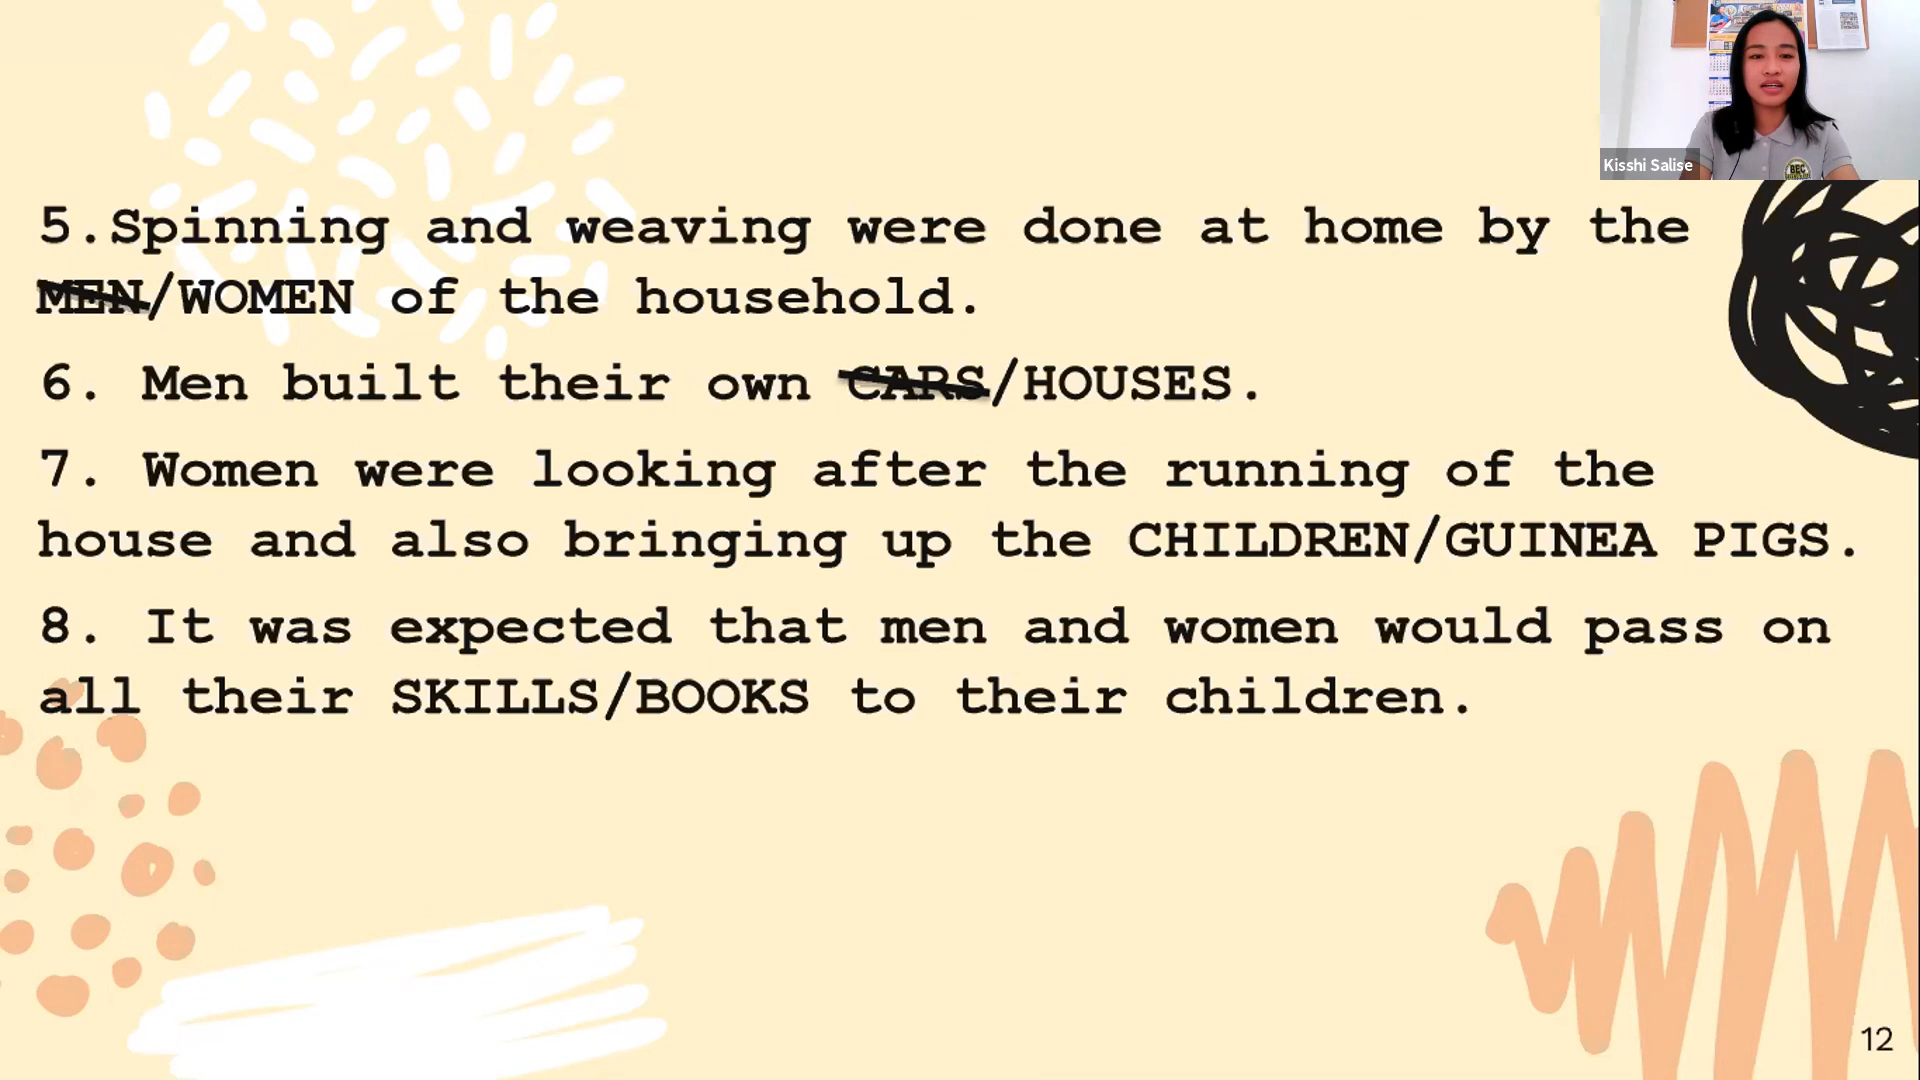 Kisshi Salise
BEC
5.Spinning and weaving were done at home by the
MEN/WOMEN of the household.
6. Men built their own CARS/HOUSES.
7. Women were looking after the running of the
house and also bringing up the CHILDREN/GUINEA PIGS.
8. It was expected that men and women would pass on
all their SKILLS/BOOKS to their children.
12